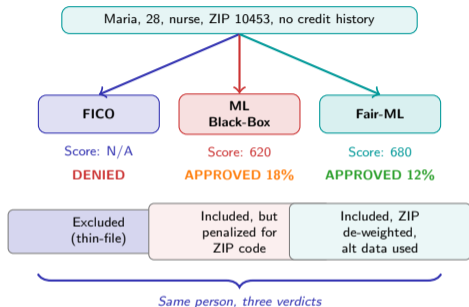 Maria, 28, nurse, ZIP 10453, no credit history
FICO
ML
Black-Box
Fair-ML
Score: N/A
Score: 620
Score: 680
DENIED
APPROVED 18%
APPROVED 12%
Excluded
(thin-file)
Included, but
penalized for
ZIP code
Included, ZIP
de-weighted,
alt data used
Same person, three verdicts